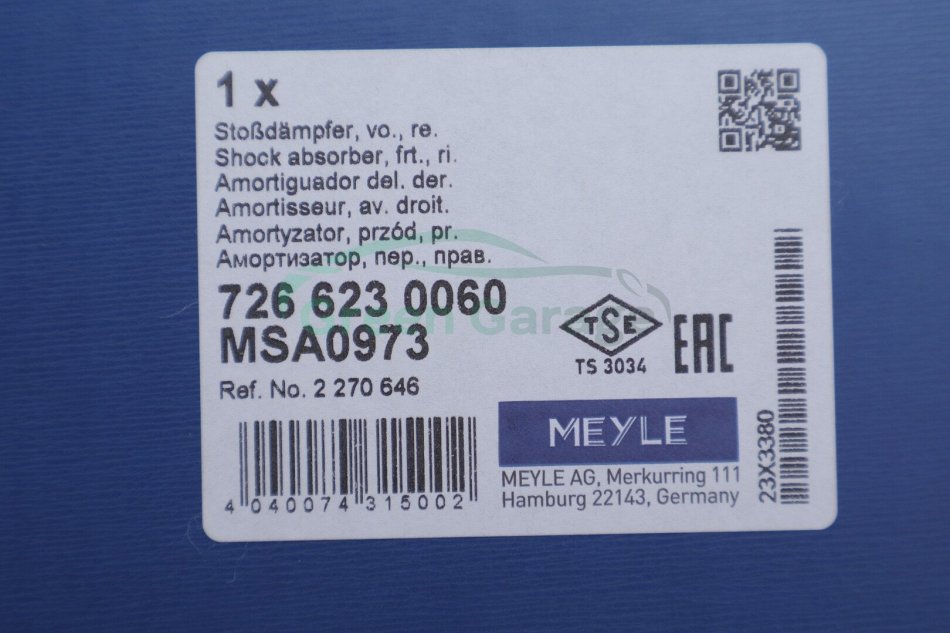 1 x
Stoßdämpfer, vo., re.
Shock absorber, frt., ri.
Amortiguador del. der.
Amortisseur, av. droit.
Amortyzator, przód, pr.
Амортизатор, пер., прав.
726 623 0060
Green Garage
MSA0973
TSE
TS 3034
EAC
Ref. No. 2 270 646
MEYLE
MEYLE AG, Merkurring 111
Hamburg 22143, Germany
4 040074 315002
23X3380